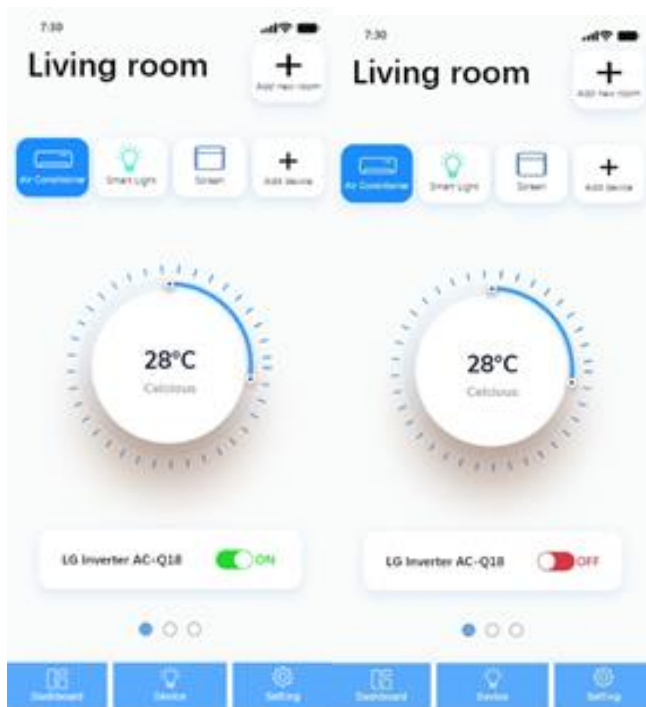 7:30
Living room
Add new room
Air Conditioner
Smart Light
Screen
Add device
28°C
Celcious
LG Inverter AC-Q18
ON
Dashboard
Device
Setting
7:30
Living room
Add new room
Air Conditioner
Smart Light
Screen
Add device
28°C
Celcious
LG Inverter AC-Q18
OFF
Dashboard
Device
Setting